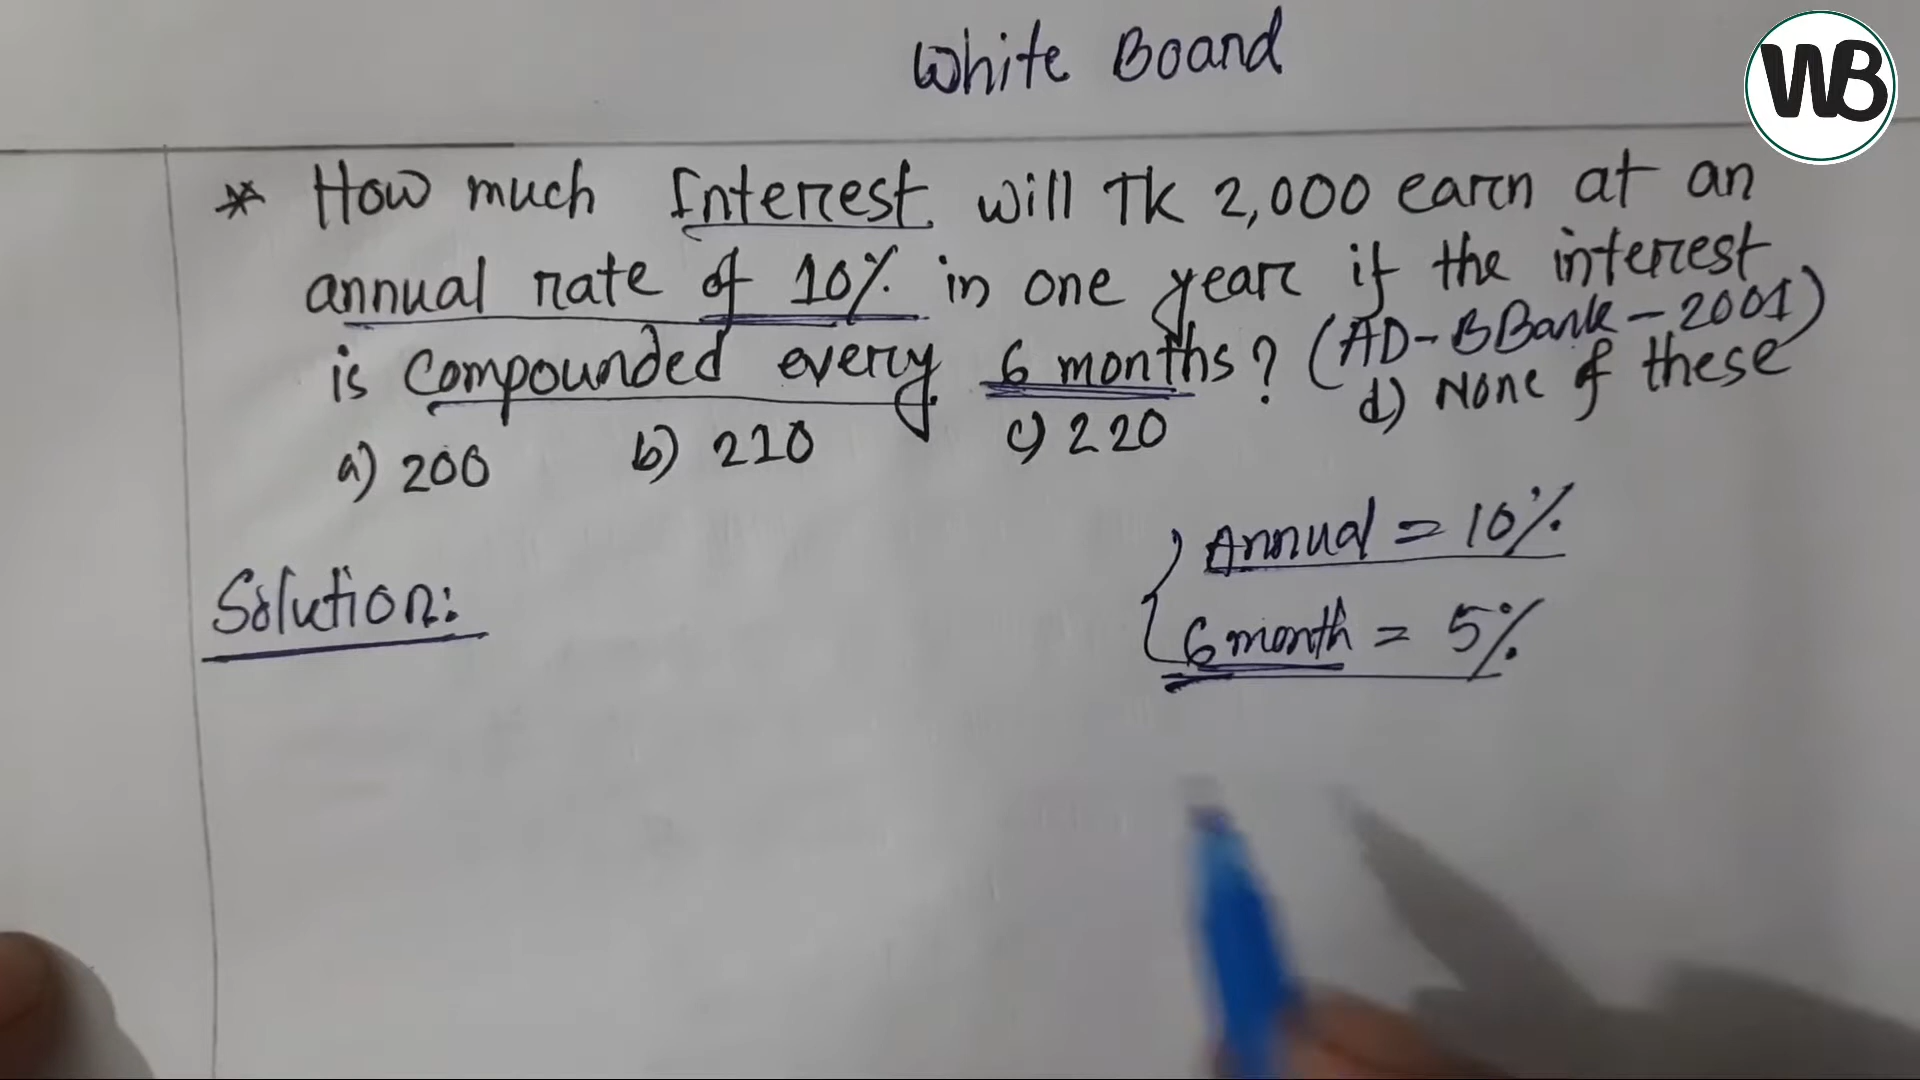 White Board
WB
* How much Interest will Tk 2,000 earn at an
annual rate of 10% in one year if the interest
is compounded every 6 months? (AD-BBank-2001)
a) 200 b) 210 c) 220 d) None of these
Annual = 10%
Solution:
6 month = 5%